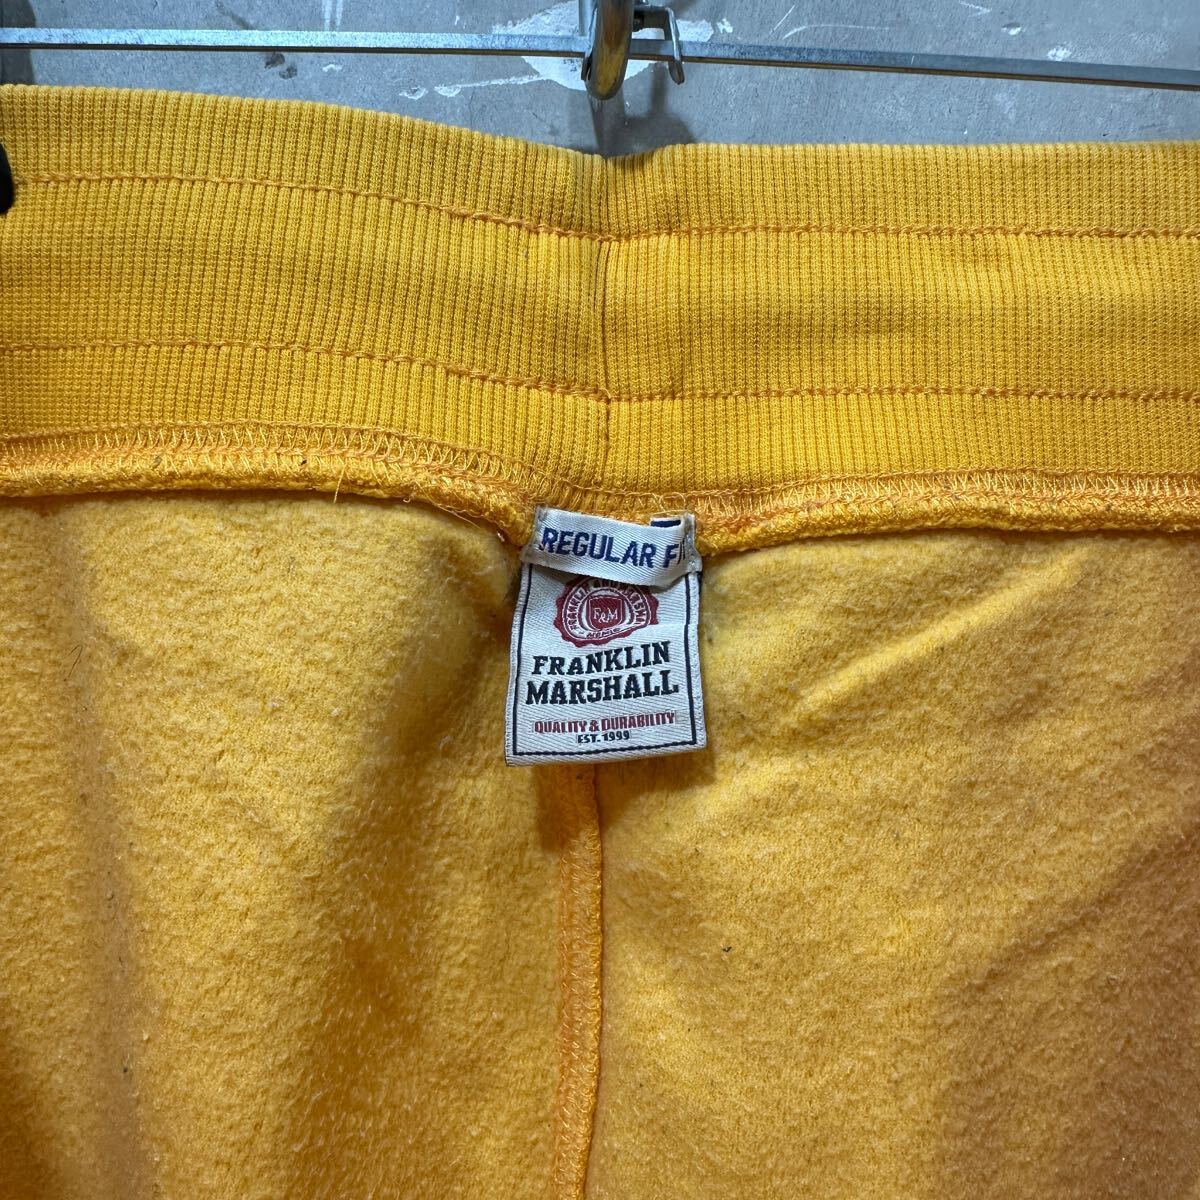 REGULAR FI
F&M
FRANKLIN
MARSHALL
QUALITY & DURABILITY
EST. 1999